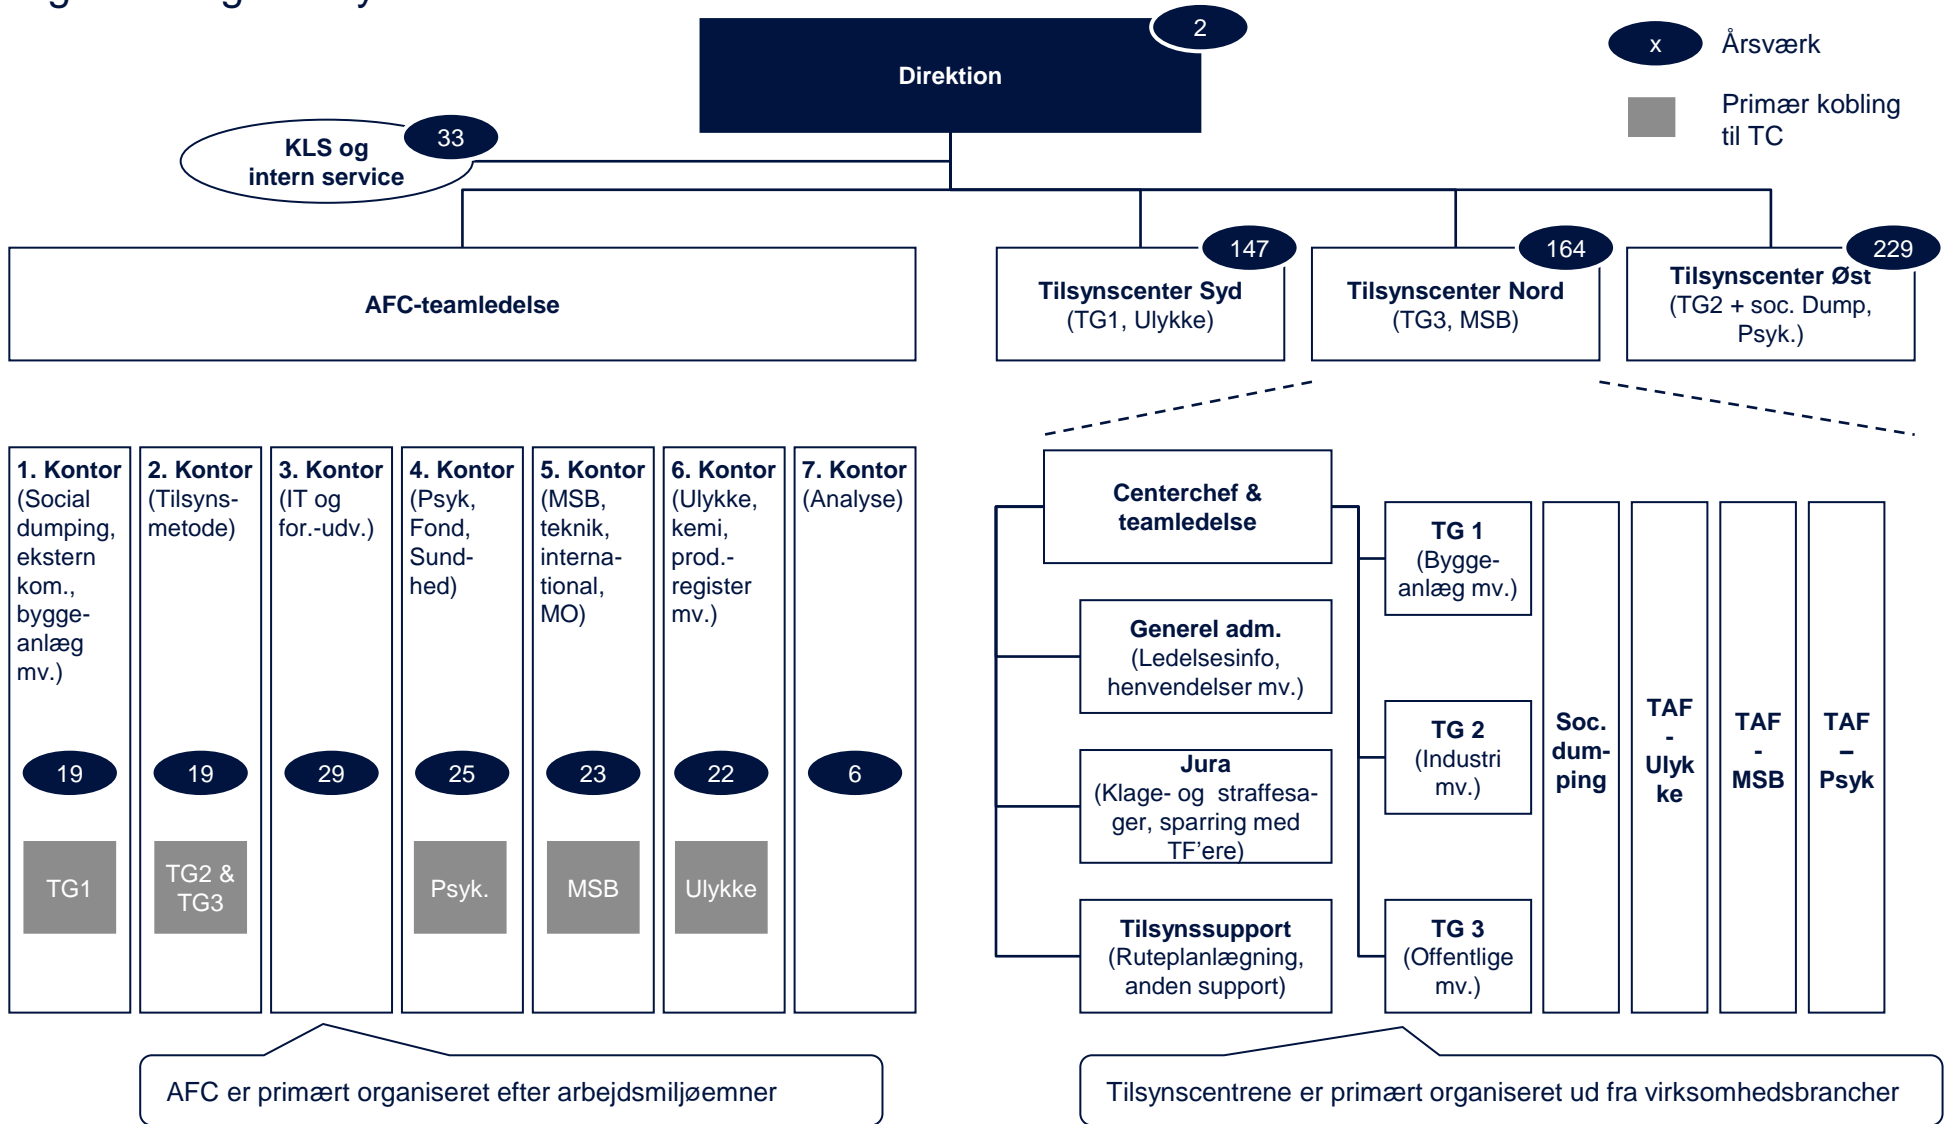 2
Direktion
x
Årsværk
Primær kobling
til TC
33
KLS og
intern service
AFC-teamledelse
147
Tilsynscenter Syd
(TG1, Ulykke)
164
Tilsynscenter Nord
(TG3, MSB)
229
Tilsynscenter Øst
(TG2 + soc. Dump,
Psyk.)
1. Kontor
(Social
dumping,
ekstern
kom.,
bygge-
anlæg
mv.)
19
TG1
2. Kontor
(Tilsyns-
metode)
19
TG2 &
TG3
3. Kontor
(IT og
for.-udv.)
29
4. Kontor
(Psyk,
Fond,
Sund-
hed)
25
Psyk.
5. Kontor
(MSB,
teknik,
interna-
tional,
MO)
23
MSB
6. Kontor
(Ulykke,
kemi,
prod.-
register
mv.)
22
Ulykke
7. Kontor
(Analyse)
6
Centerchef &
teamledelse
Generel adm.
(Ledelsesinfo,
henvendelser mv.)
Jura
(Klage- og straffesa-
ger, sparring med
TF'ere)
Tilsynssupport
(Ruteplanlægning,
anden support)
TG 1
(Bygge-
anlæg mv.)
TG 2
(Industri
mv.)
TG 3
(Offentlige
mv.)
Soc.
dum-
ping
TAF
-
Ulyk
ke
TAF
-
MSB
TAF
–
Psyk
AFC er primært organiseret efter arbejdsmiljøemner
Tilsynscentrene er primært organiseret ud fra virksomhedsbrancher